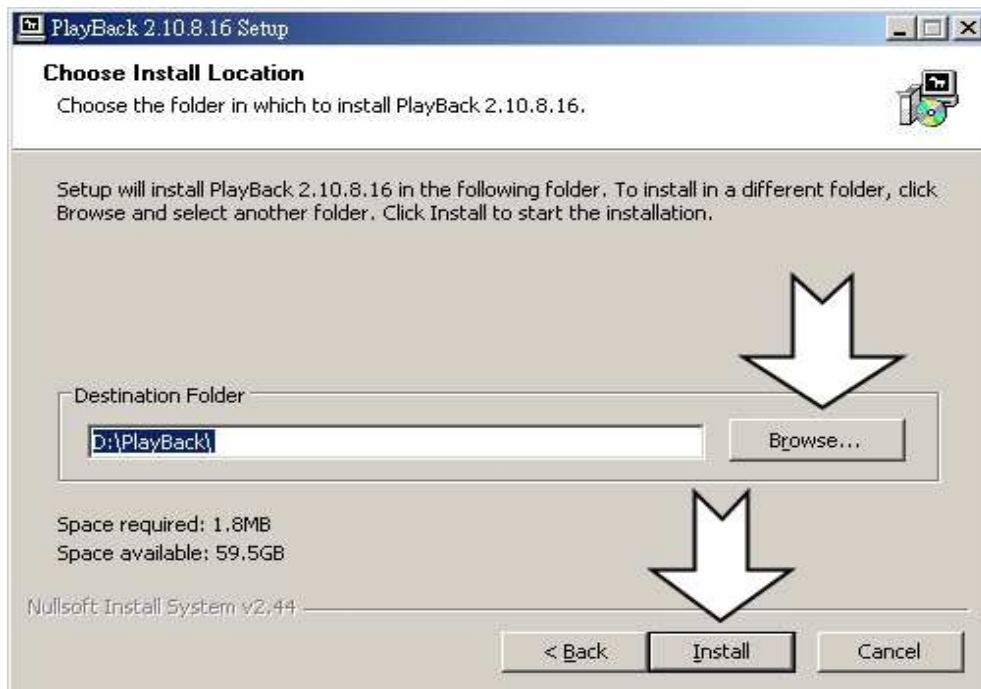 PlayBack 2.10.8.16 Setup
Choose Install Location
Choose the folder in which to install PlayBack 2.10.8.16.
Setup will install PlayBack 2.10.8.16 in the following folder. To install in a different folder, click
Browse and select another folder. Click Install to start the installation.
Destination Folder
D:\PlayBack\
Browse...
Space required: 1.8MB
Space available: 59.5GB
Nullsoft Install System v2.44
< Back
Install
Cancel